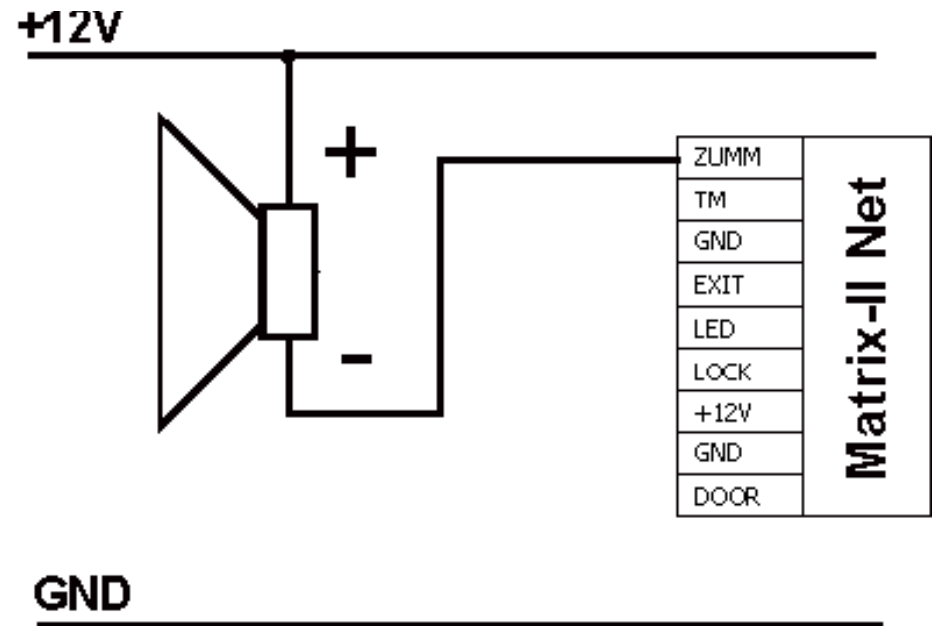 +12V
+
-
ZUMM
TM
GND
EXIT
LED
LOCK
+12V
GND
DOOR
Matrix-II Net
GND